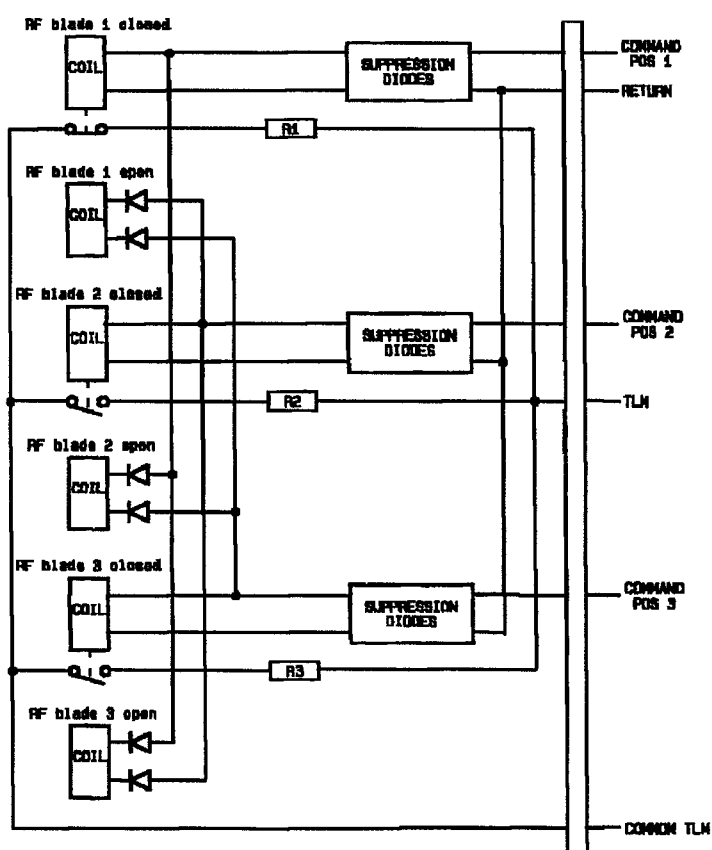 RF blade 1 closed
COIL
SUPPRESSION
DIODES
COMMAND
POS 1
RETURN
R1
RF blade 1 open
COIL
RF blade 2 closed
COIL
SUPPRESSION
DIODES
COMMAND
POS 2
R2
TLM
RF blade 2 open
COIL
RF blade 3 closed
COIL
SUPPRESSION
DIODES
COMMAND
POS 3
R3
RF blade 3 open
COIL
COMMON TLM